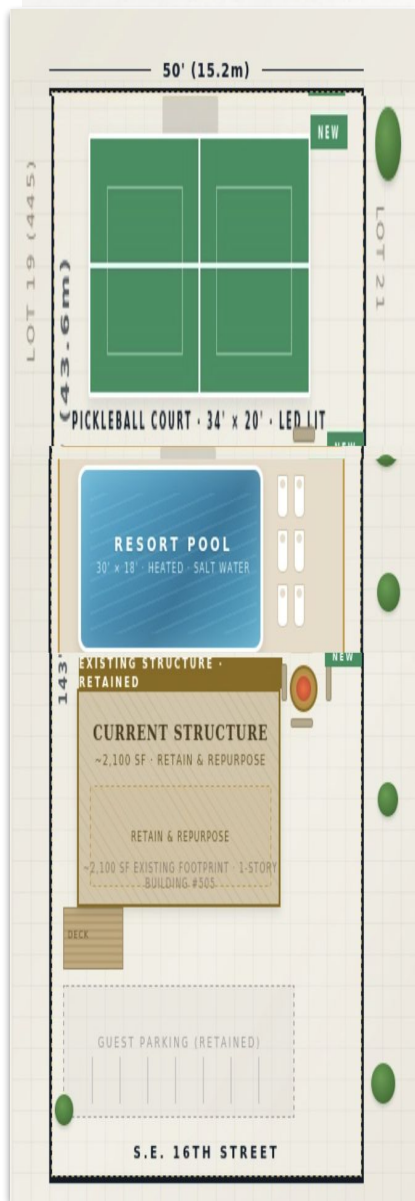 50' (15.2m)
NEW
LOT 19 (445)
LOT 21
(43.6m)
PICKLEBALL COURT · 34' × 20' · LED LIT
NEW
RESORT POOL
30' × 18' · HEATED · SALT WATER
NEW
143'
EXISTING STRUCTURE ·
RETAINED
CURRENT STRUCTURE
~2,100 SF · RETAIN & REPURPOSE
RETAIN & REPURPOSE
~2,100 SF EXISTING FOOTPRINT · 1-STORY
BUILDING #505
DECK
GUEST PARKING (RETAINED)
S.E. 16TH STREET